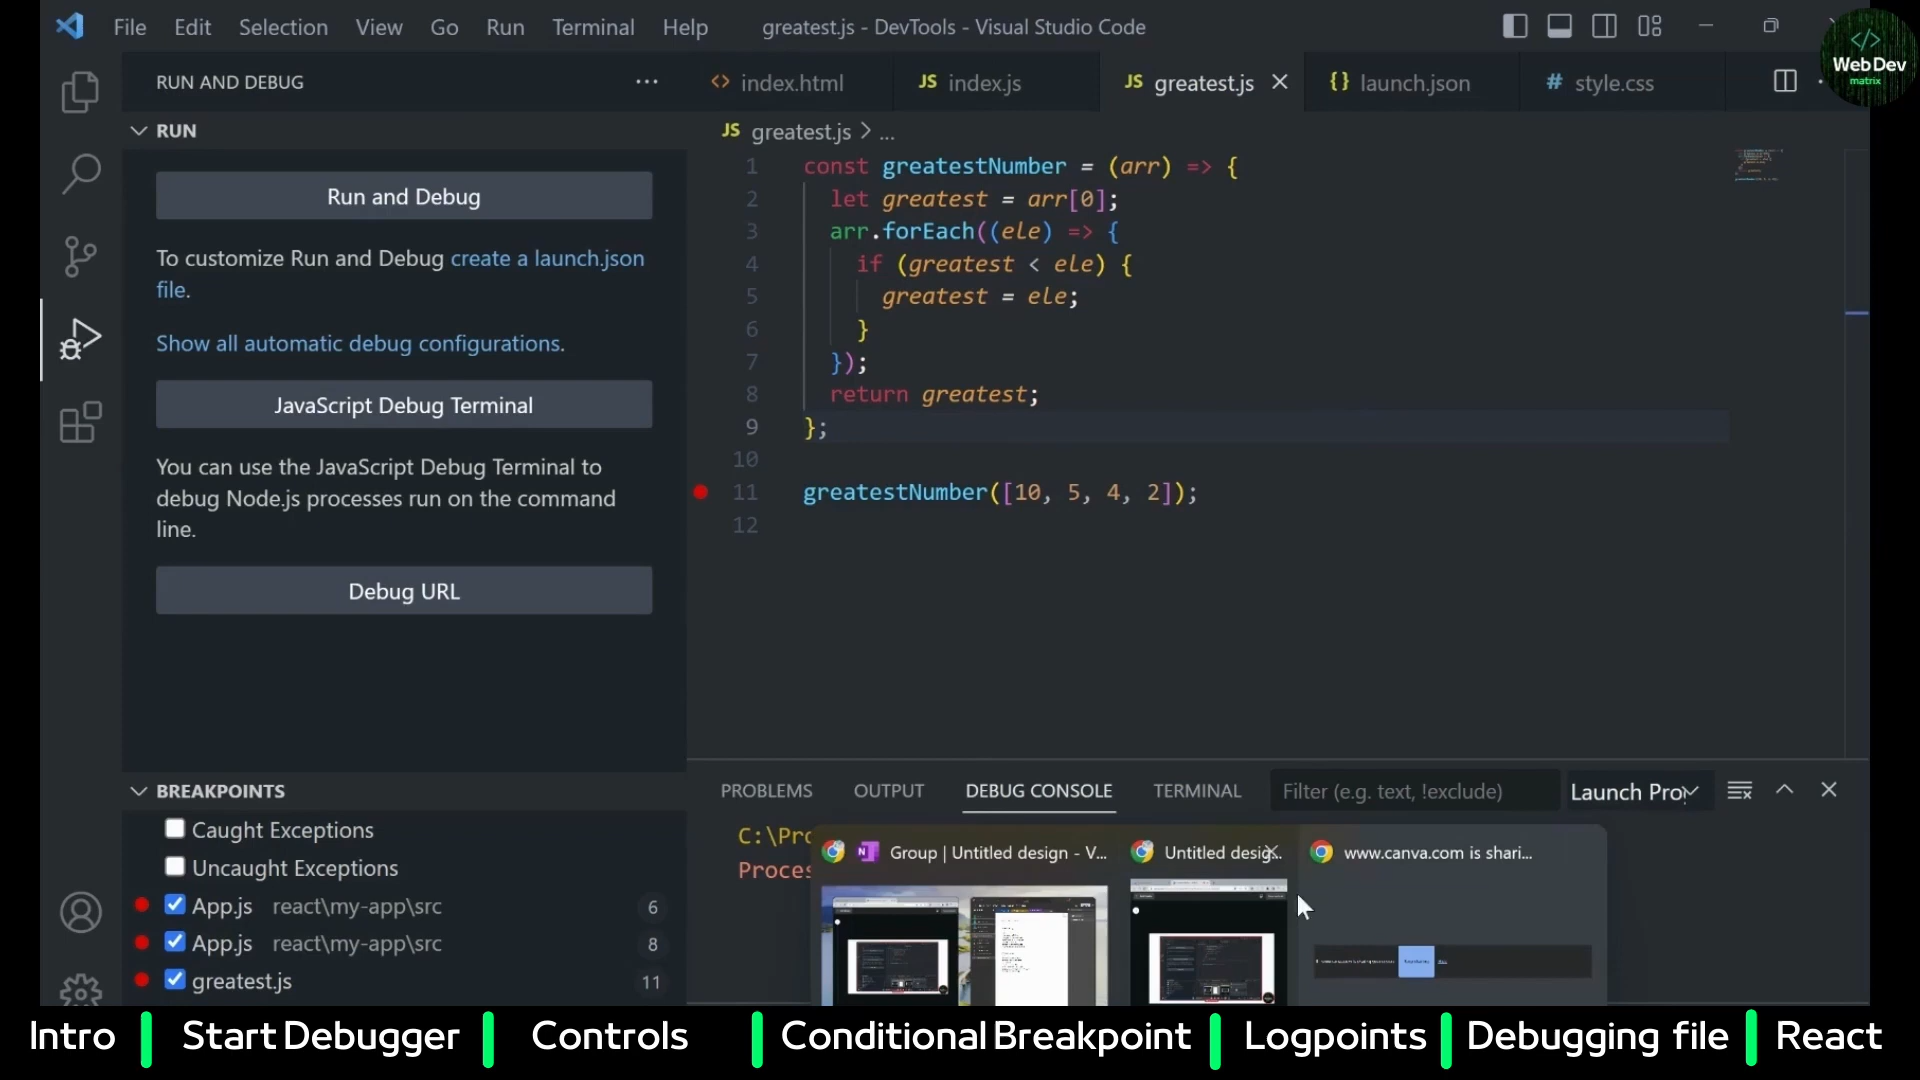 File Edit Selection View Go Run Terminal Help greatest.js - DevTools - Visual Studio Code
</> WebDev matrix
RUN AND DEBUG ...
<> index.html JS index.js JS greatest.js {} launch.json # style.css
RUN
JS greatest.js > ...
Run and Debug
To customize Run and Debug create a launch.json
file.
Show all automatic debug configurations.
JavaScript Debug Terminal
You can use the JavaScript Debug Terminal to
debug Node.js processes run on the command
line.
Debug URL
1 const greatestNumber = (arr) => {
2 let greatest = arr[0];
3 arr.forEach((ele) => {
4 if (greatest < ele) {
5 greatest = ele;
6 }
7 });
8 return greatest;
9 };
10
11 greatestNumber([10, 5, 4, 2]);
12
BREAKPOINTS
Caught Exceptions
Uncaught Exceptions
App.js react\my-app\src 6
App.js react\my-app\src 8
greatest.js 11
PROBLEMS OUTPUT DEBUG CONSOLE TERMINAL Filter (e.g. text, !exclude) Launch Pro
C:\Pro
Proces
N Group | Untitled design - V... Untitled desig... www.canva.com is shari...
Intro Start Debugger Controls Conditional Breakpoint Logpoints Debugging file React